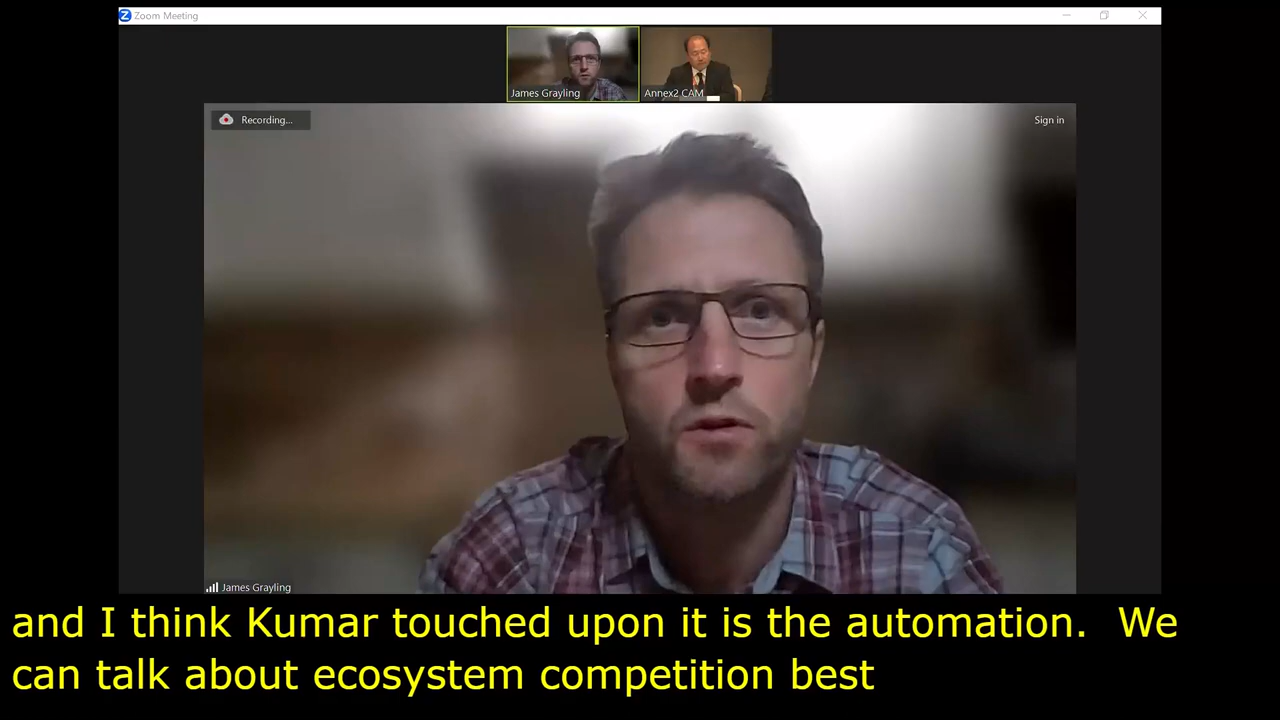 Zoom Meeting
James Grayling
Annex2 CAM
Recording...
Sign in
James Grayling
and I think Kumar touched upon it is the automation.  We
can talk about ecosystem competition best